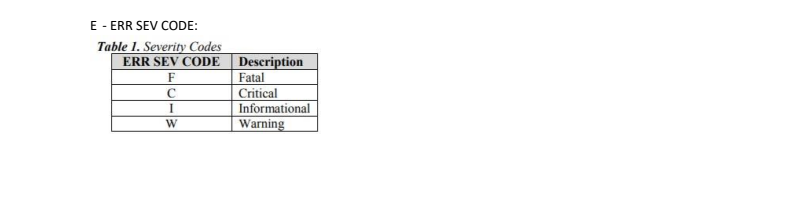 E - ERR SEV CODE:
Table 1. Severity Codes
ERR SEV CODE Description
F Fatal
C Critical
I Informational
W Warning